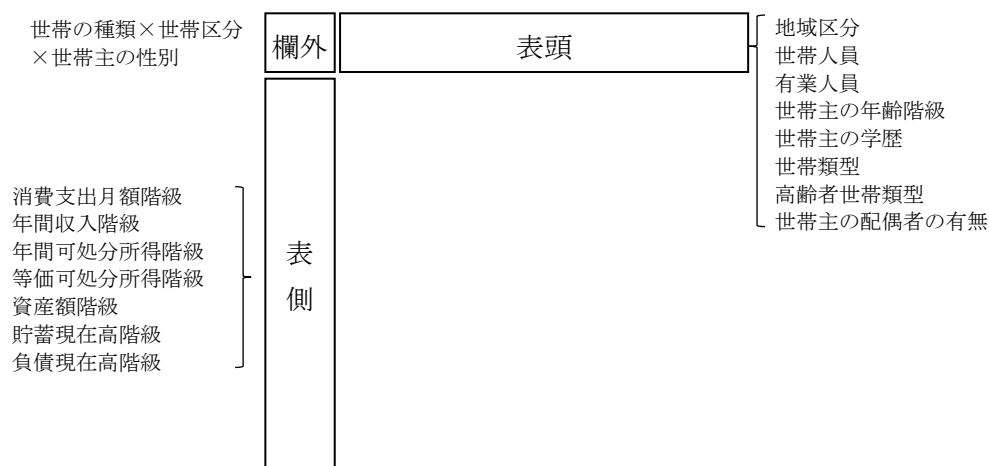 世帯の種類×世帯区分
×世帯主の性別
欄外
表頭
地域区分
世帯人員
有業人員
世帯主の年齢階級
世帯主の学歴
世帯類型
高齢者世帯類型
世帯主の配偶者の有無
消費支出月額階級
年間収入階級
年間可処分所得階級
等価可処分所得階級
資産額階級
貯蓄現在高階級
負債現在高階級
表
側